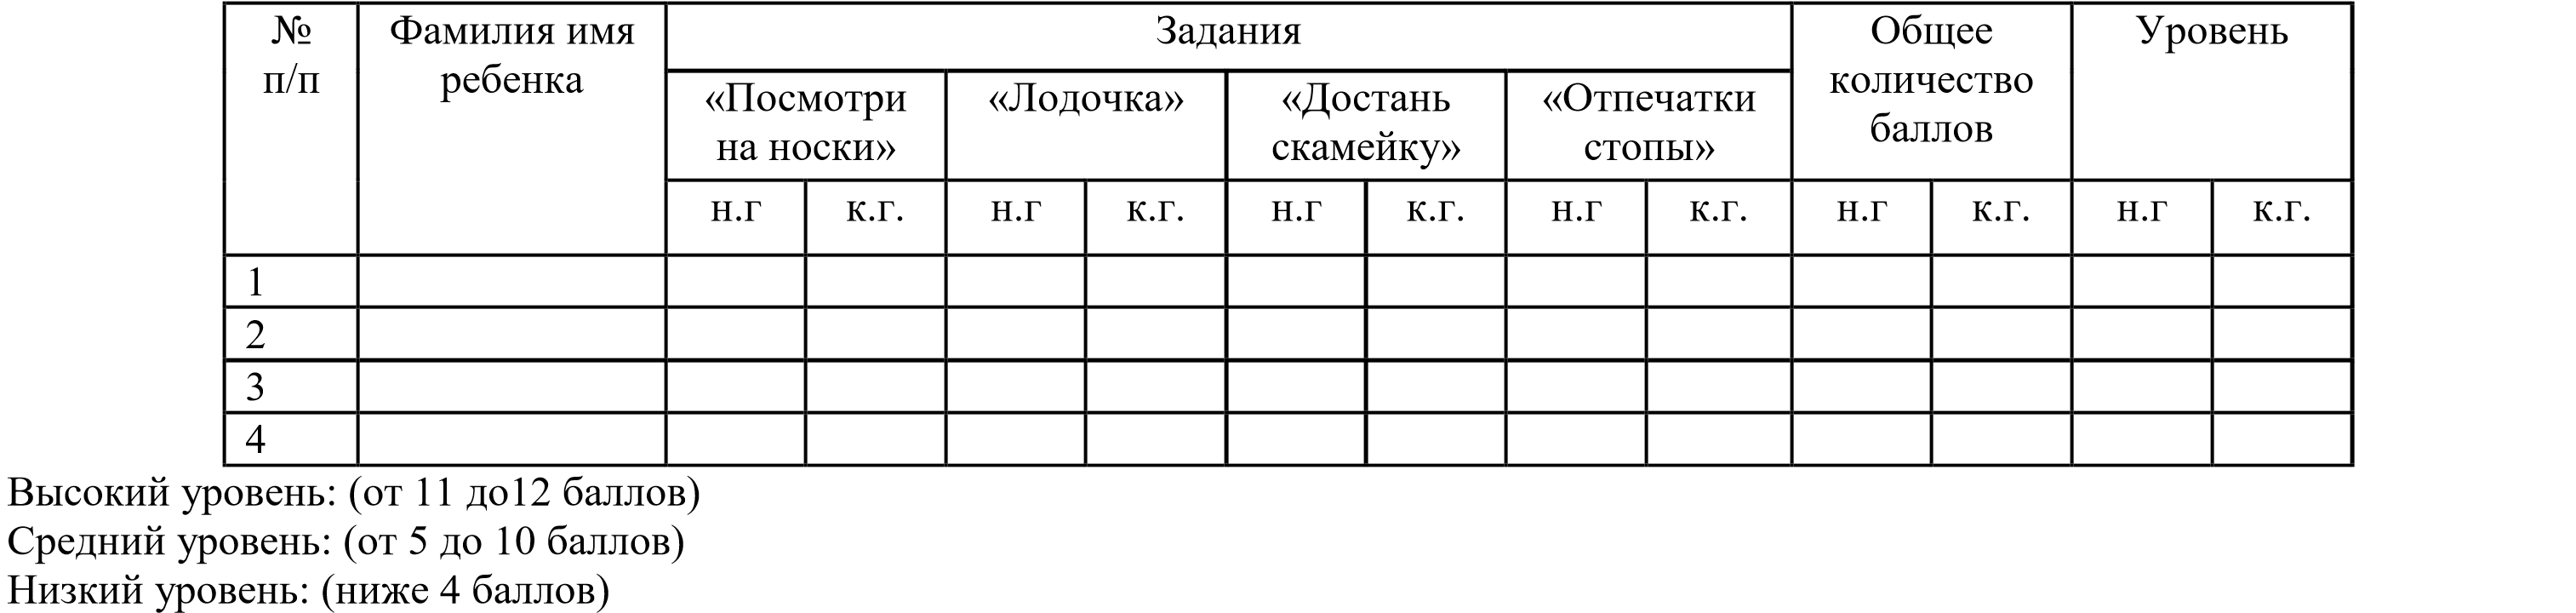 № Фамилия имя Задания Общее Уровень
п/п ребенка количество
«Посмотри «Лодочка» «Достань «Отпечатки баллов
на носки» скамейку» стопы»
н.г к.г. н.г к.г. н.г к.г. н.г к.г. н.г к.г. н.г к.г.
1
2
3
4
Высокий уровень: (от 11 до12 баллов)
Средний уровень: (от 5 до 10 баллов)
Низкий уровень: (ниже 4 баллов)